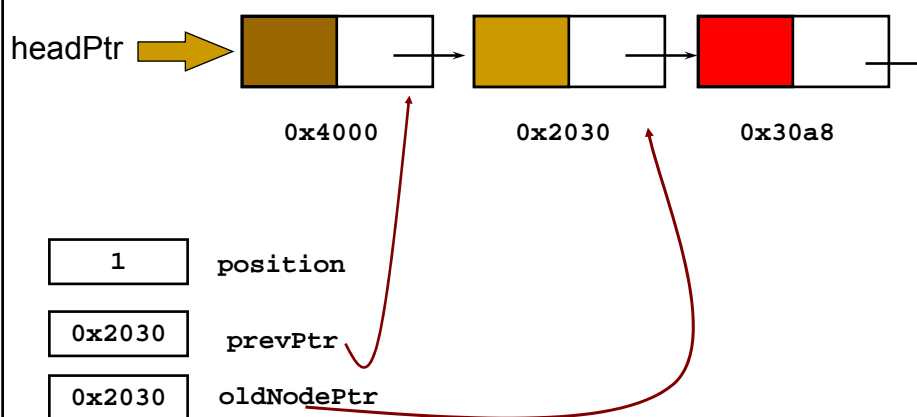 headPtr
0x4000 0x2030 0x30a8
1 position
0x2030 prevPtr
0x2030 oldNodePtr